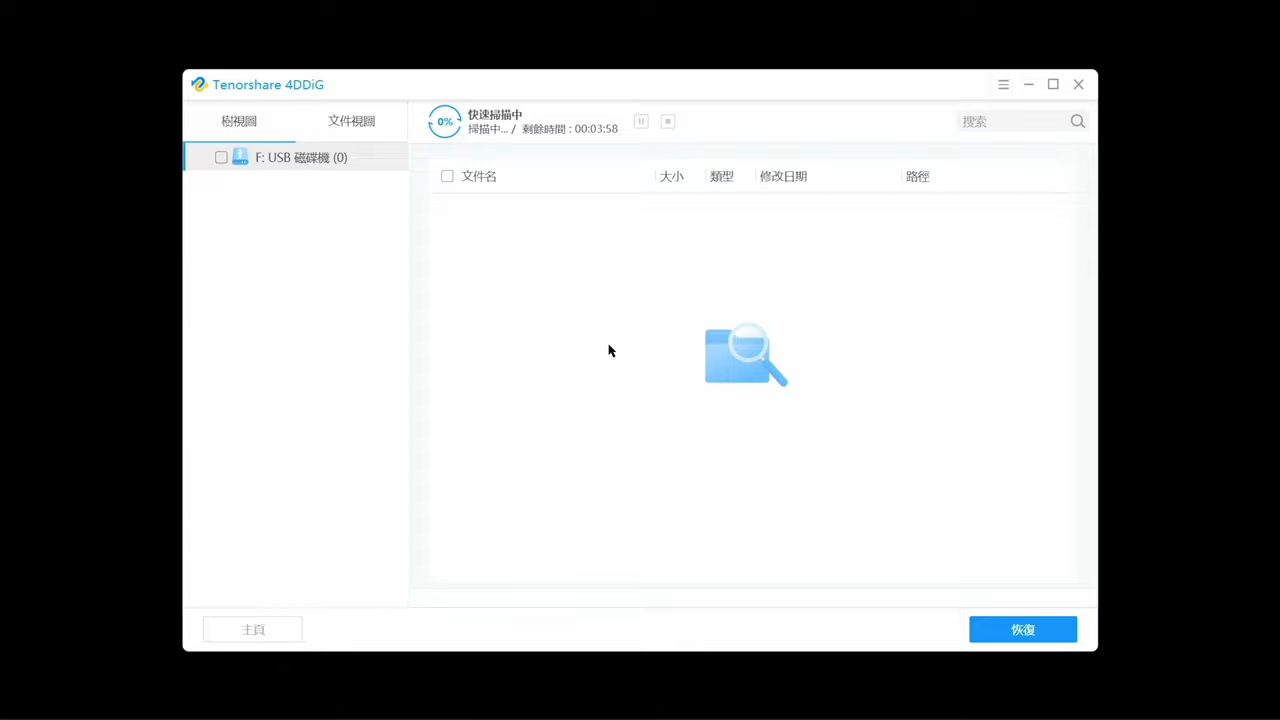 Tenorshare 4DDiG
樹視圖
文件視圖
0%
快速掃描中
掃描中... / 剩餘時間 : 00:03:58
搜索
F: USB 磁碟機 (0)
文件名
大小
類型
修改日期
路徑
主頁
恢復